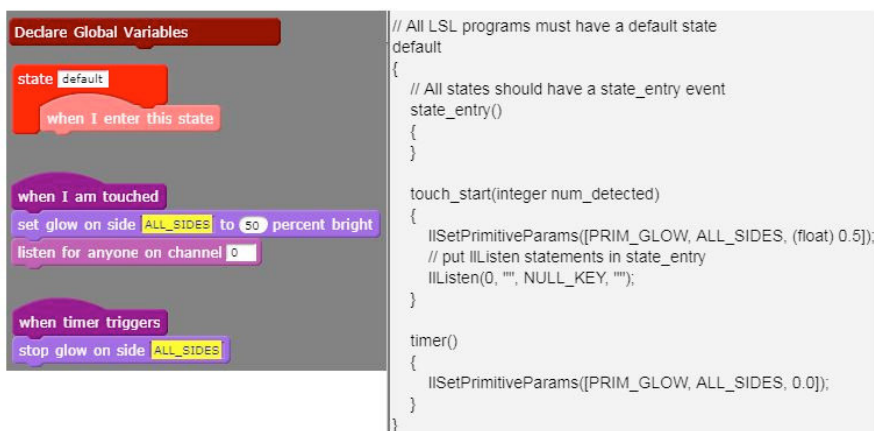 Declare Global Variables
state default
when I enter this state
when I am touched
set glow on side ALL_SIDES to 50 percent bright
listen for anyone on channel 0
when timer triggers
stop glow on side ALL_SIDES
// All LSL programs must have a default state
default
{
// All states should have a state_entry event
state_entry()
{
}
touch_start(integer num_detected)
{
llSetPrimitiveParams([PRIM_GLOW, ALL_SIDES, (float) 0.5]);
// put llListen statements in state_entry
llListen(0, "", NULL_KEY, "");
}
timer()
{
llSetPrimitiveParams([PRIM_GLOW, ALL_SIDES, 0.0]);
}
}